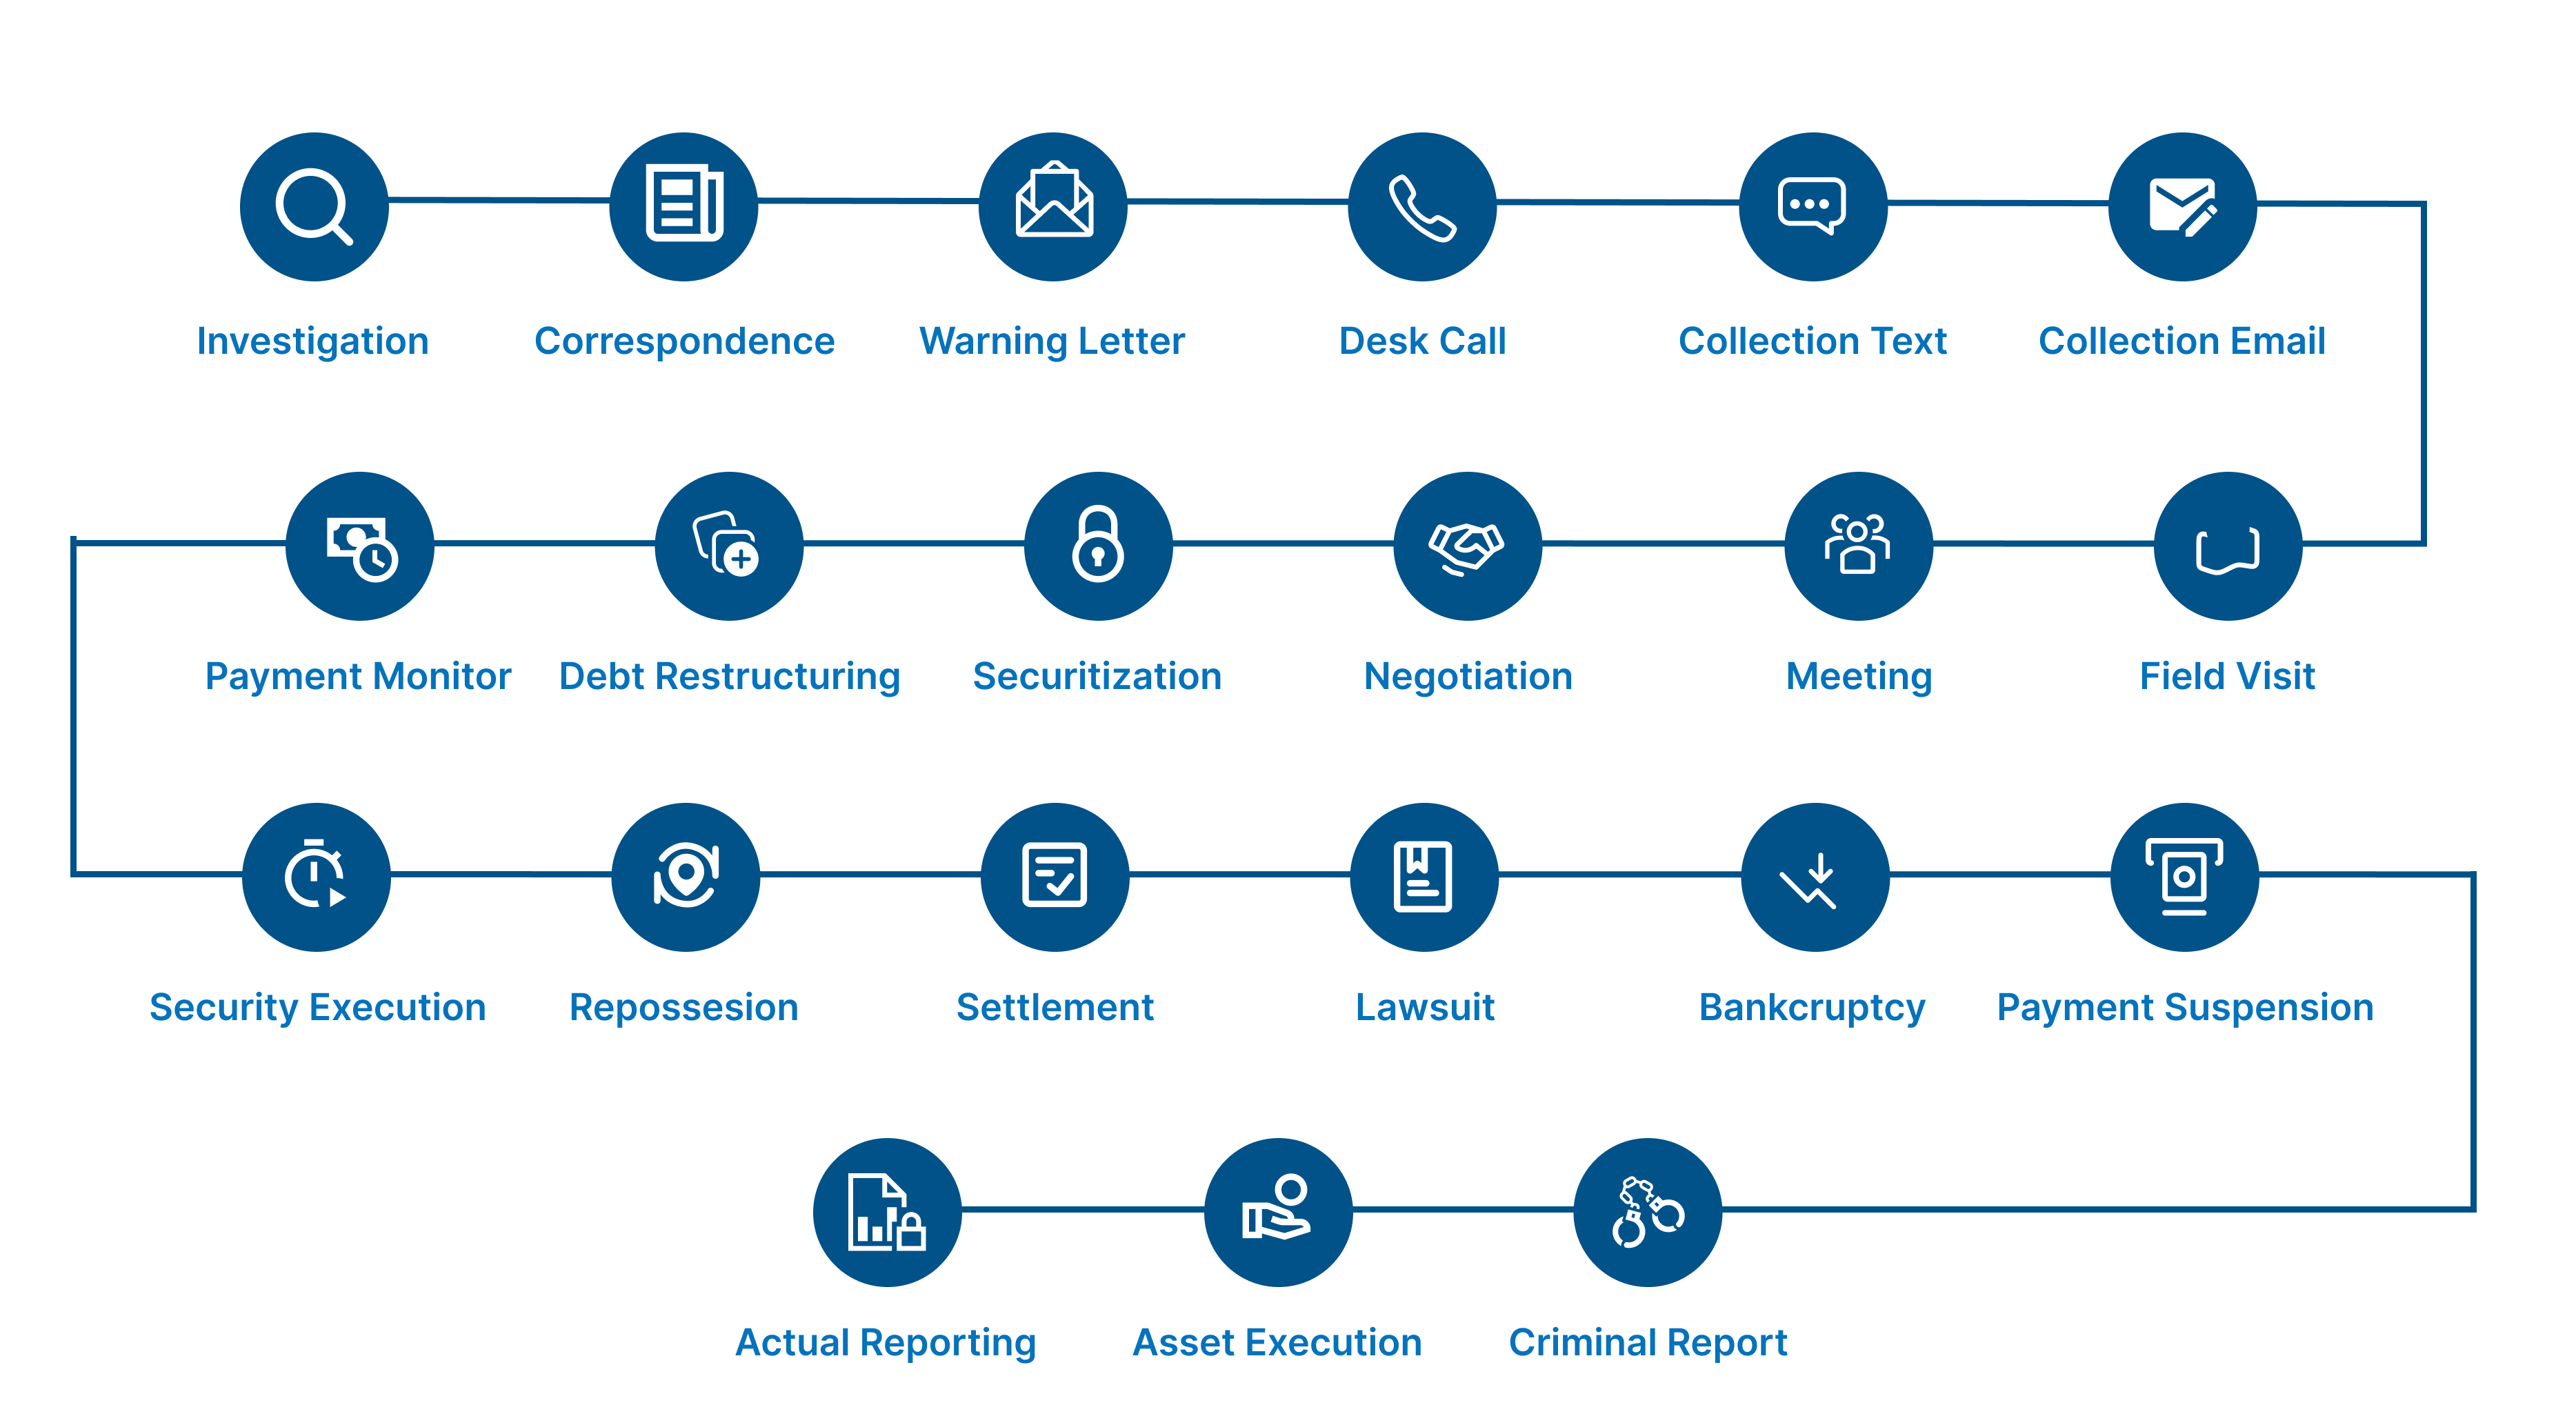 Investigation
Correspondence
Warning Letter
Desk Call
Collection Text
Collection Email
Payment Monitor
Debt Restructuring
Securitization
Negotiation
Meeting
Field Visit
Security Execution
Repossesion
Settlement
Lawsuit
Bankcruptcy
Payment Suspension
Actual Reporting
Asset Execution
Criminal Report